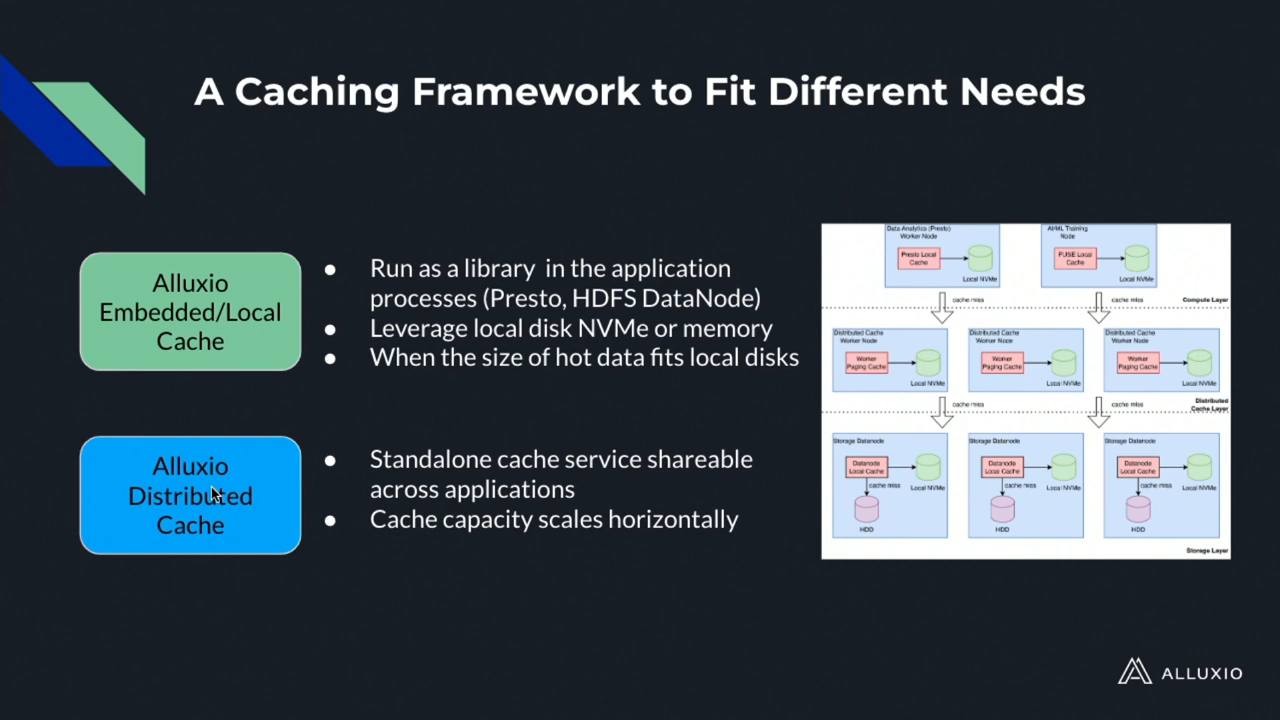 A Caching Framework to Fit Different Needs
Alluxio
Embedded/Local
Cache
● Run as a library in the application
processes (Presto, HDFS DataNode)
● Leverage local disk NVMe or memory
● When the size of hot data fits local disks
Alluxio
Distributed
Cache
● Standalone cache service shareable
across applications
● Cache capacity scales horizontally
Data Analytics (Presto)
Worker Node
Presto Local
Cache
Local NVMe
AI/ML Training
Node
FUSE Local
Cache
Local NVMe
cache miss
cache miss
Compute Layer
Distributed Cache
Worker Node
Worker
Paging Cache
Local NVMe
Distributed Cache
Worker Node
Worker
Paging Cache
Local NVMe
Distributed Cache
Worker Node
Worker
Paging Cache
Local NVMe
cache miss
cache miss
Distributed
Cache Layer
Storage Datanode
Datanode
Local Cache
cache miss
Local NVMe
HDD
Storage Datanode
Datanode
Local Cache
cache miss
Local NVMe
HDD
Storage Datanode
Datanode
Local Cache
cache miss
Local NVMe
HDD
Storage Layer
ALLUXIO